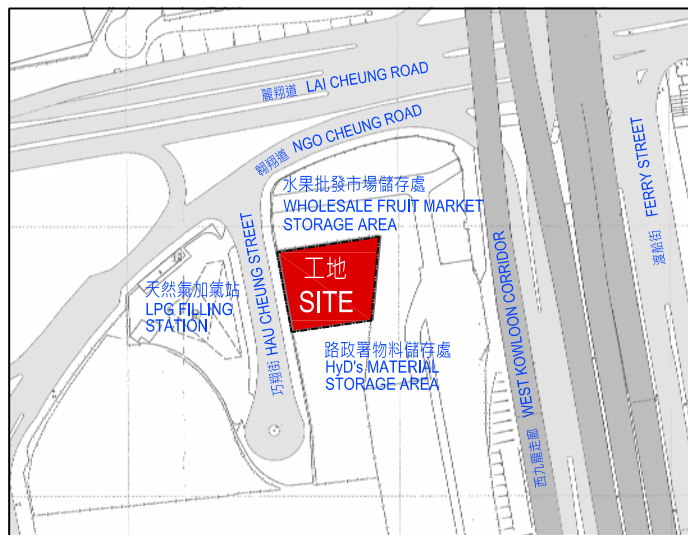 麗翔道 LAI CHEUNG ROAD
翱翔道 NGO CHEUNG ROAD
水果批發市場儲存處
WHOLESALE FRUIT MARKET
STORAGE AREA
工地
SITE
天然氣加氣站
LPG FILLING
STATION
巧翔街 HAU CHEUNG STREET
路政署物料儲存處
HyD's MATERIAL
STORAGE AREA
西九龍走廊 WEST KOWLOON CORRIDOR
渡船街 FERRY STREET